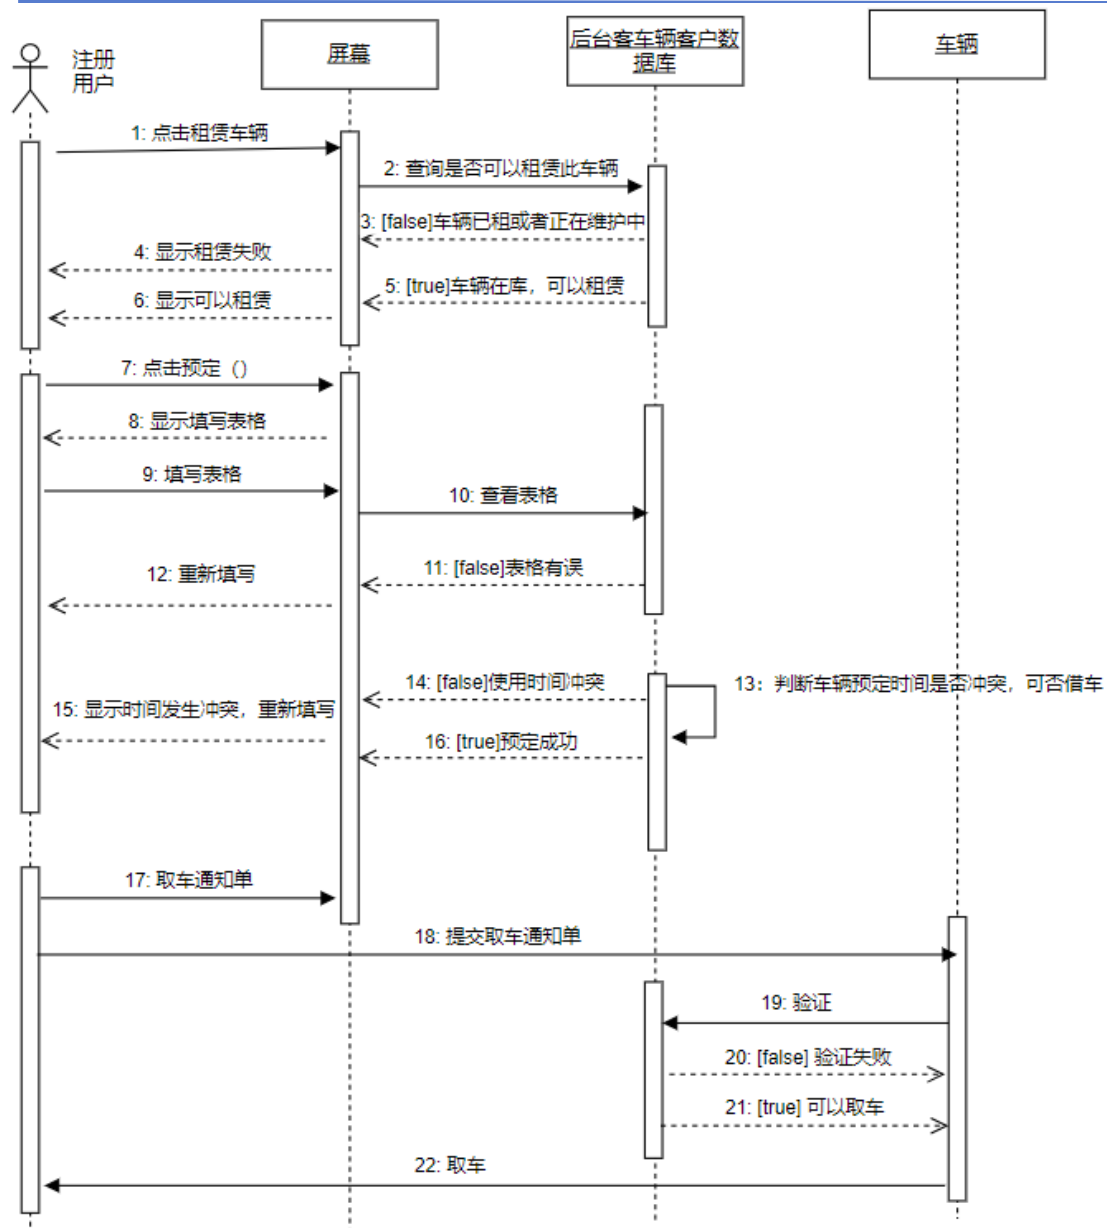 注册
用户
屏幕
后台客车辆客户数
据库
车辆
1: 点击租赁车辆
2: 查询是否可以租赁此车辆
3: [false]车辆已租或者正在维护中
4: 显示租赁失败
5: [true]车辆在库，可以租赁
6: 显示可以租赁
7: 点击预定（）
8: 显示填写表格
9: 填写表格
10: 查看表格
11: [false]表格有误
12: 重新填写
13：判断车辆预定时间是否冲突，可否借车
14: [false]使用时间冲突
15: 显示时间发生冲突，重新填写
16: [true]预定成功
17: 取车通知单
18: 提交取车通知单
19: 验证
20: [false] 验证失败
21: [true] 可以取车
22: 取车